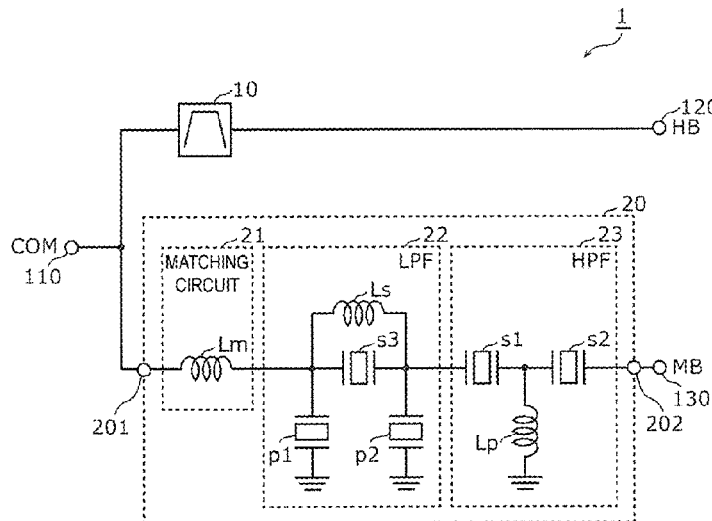 1
10
120
HB
20
COM
110
21
22
23
MATCHING
CIRCUIT
LPF
HPF
Ls
Lm
s3
s1
s2
MB
201
202
130
p1
p2
Lp